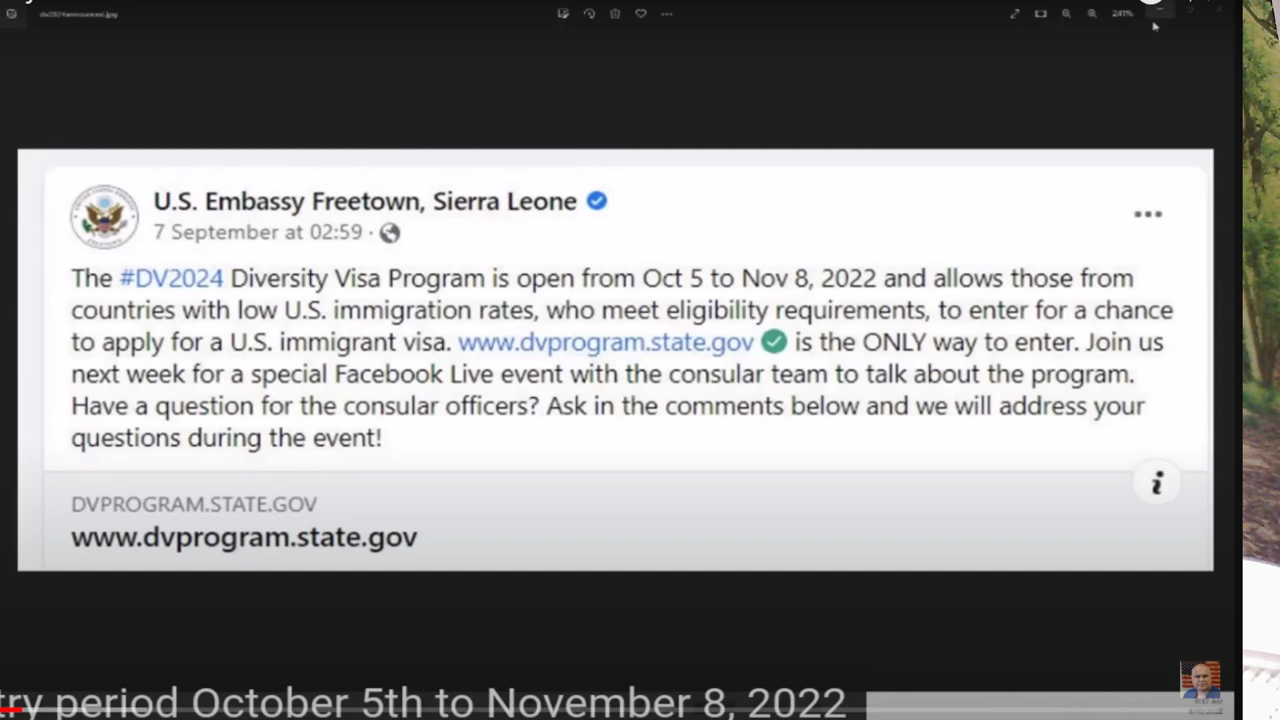 241%
U.S. Embassy Freetown, Sierra Leone
7 September at 02:59 ·
The #DV2024 Diversity Visa Program is open from Oct 5 to Nov 8, 2022 and allows those from
countries with low U.S. immigration rates, who meet eligibility requirements, to enter for a chance
to apply for a U.S. immigrant visa. www.dvprogram.state.gov is the ONLY way to enter. Join us
next week for a special Facebook Live event with the consular team to talk about the program.
Have a question for the consular officers? Ask in the comments below and we will address your
questions during the event!
DVPROGRAM.STATE.GOV
www.dvprogram.state.gov
try period October 5th to November 8, 2022